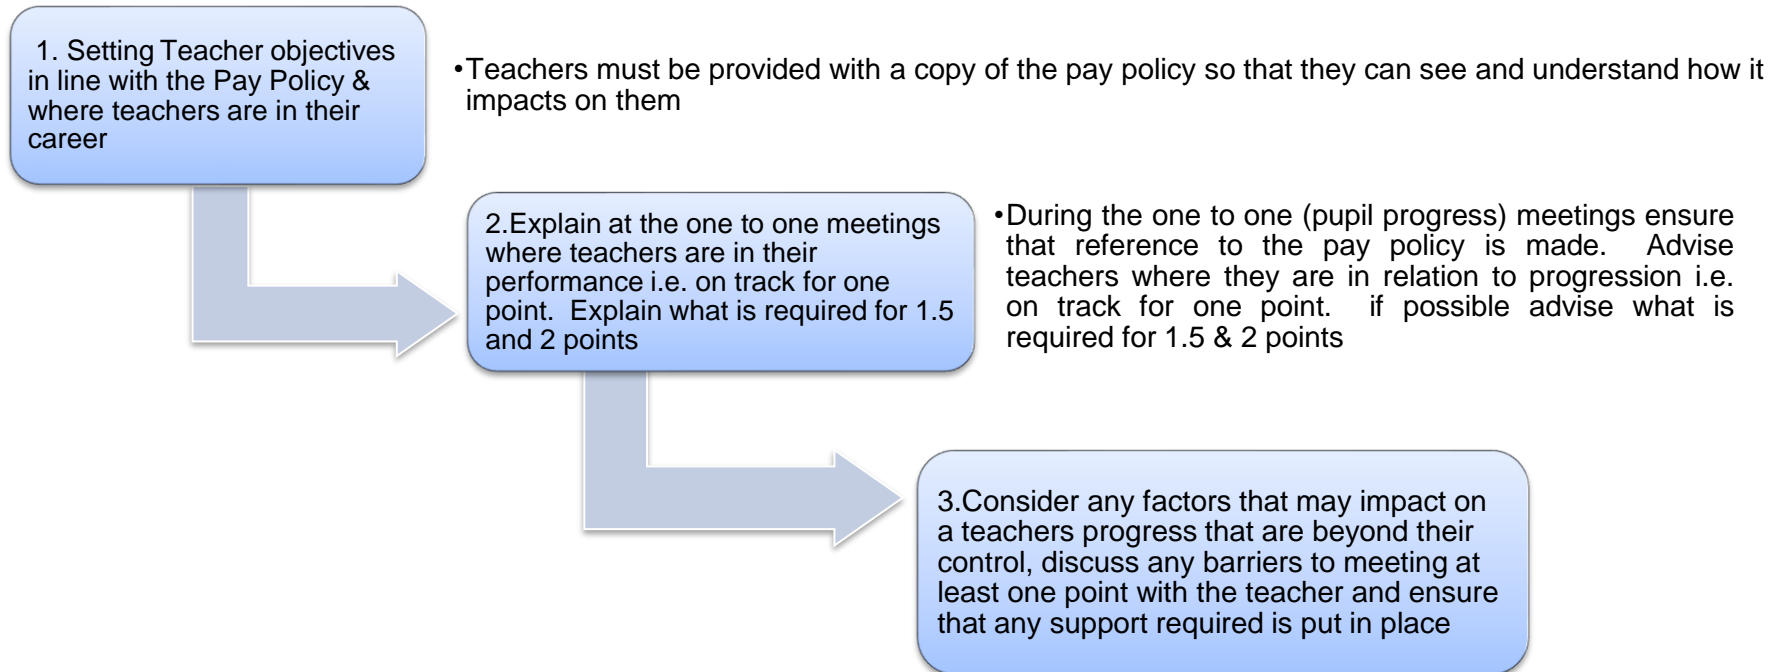 1. Setting Teacher objectives
in line with the Pay Policy &
where teachers are in their
career
•Teachers must be provided with a copy of the pay policy so that they can see and understand how it
impacts on them
2.Explain at the one to one meetings
where teachers are in their
performance i.e. on track for one
point.  Explain what is required for 1.5
and 2 points
•During the one to one (pupil progress) meetings ensure
that reference to the pay policy is made.  Advise
teachers where they are in relation to progression i.e.
on track for one point.  if possible advise what is
required for 1.5 & 2 points
3.Consider any factors that may impact on
a teachers progress that are beyond their
control, discuss any barriers to meeting at
least one point with the teacher and ensure
that any support required is put in place